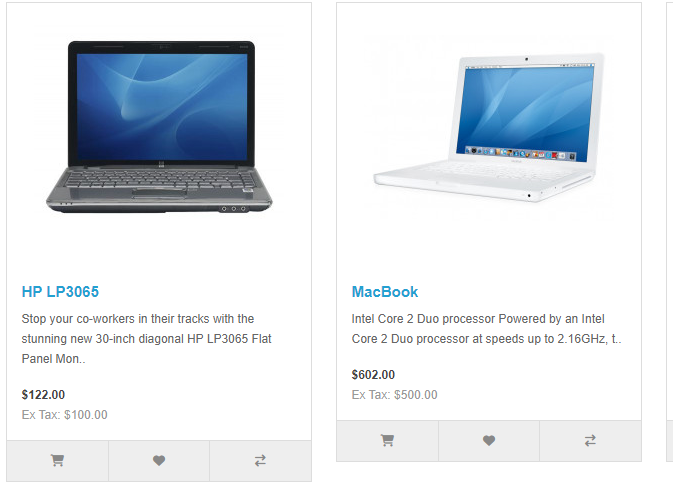 HP LP3065
Stop your co-workers in their tracks with the
stunning new 30-inch diagonal HP LP3065 Flat
Panel Mon..
$122.00
Ex Tax: $100.00
MacBook
Intel Core 2 Duo processor Powered by an Intel
Core 2 Duo processor at speeds up to 2.16GHz, t..
$602.00
Ex Tax: $500.00